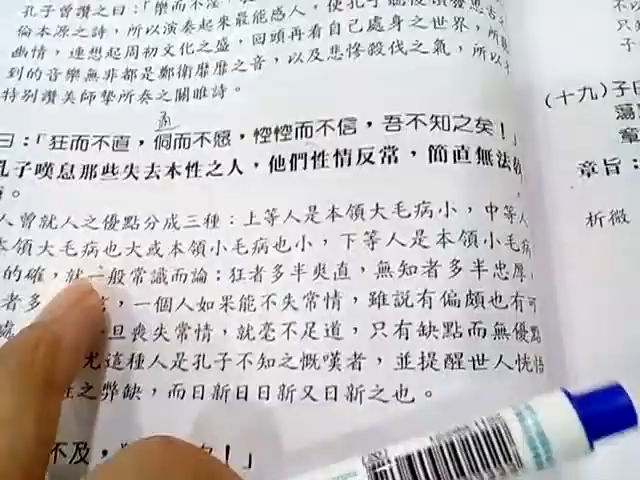 孔子曾讚之曰:「樂而不淫,
倫本源之詩,所以演奏起來最能感人,使孔子聽後
幽情,連想起周初文化之盛,回頭再看自己處身之世界,所
到的音樂無非都是鄭衛靡靡之音,以及悲慘殺伐之氣,所以
特別讚美師摯所奏之關雎詩。
曰:「狂而不直,侗而不愿,悾悾而不信,吾不知之矣!」
孔子嘆息那些失去本性之人,他們性情反常,簡直無法
。
人曾就人之優點分成三種:上等人是本領大毛病小,中等人
本領大毛病也大或本領小毛病也小,下等人是本領小毛病
的確,就一般常識而論:狂者多半爽直,無知者多半忠厚
者多 ,一個人如果能不失常情,雖說有偏頗也有可
處 旦喪失常情,就毫不足道,只有缺點而無優點
尤這種人是孔子不知之慨嘆者,並提醒世人恍
之弊缺,而日新日日新又日新之也。
不及, !」
(十九)子曰
章旨:
析微